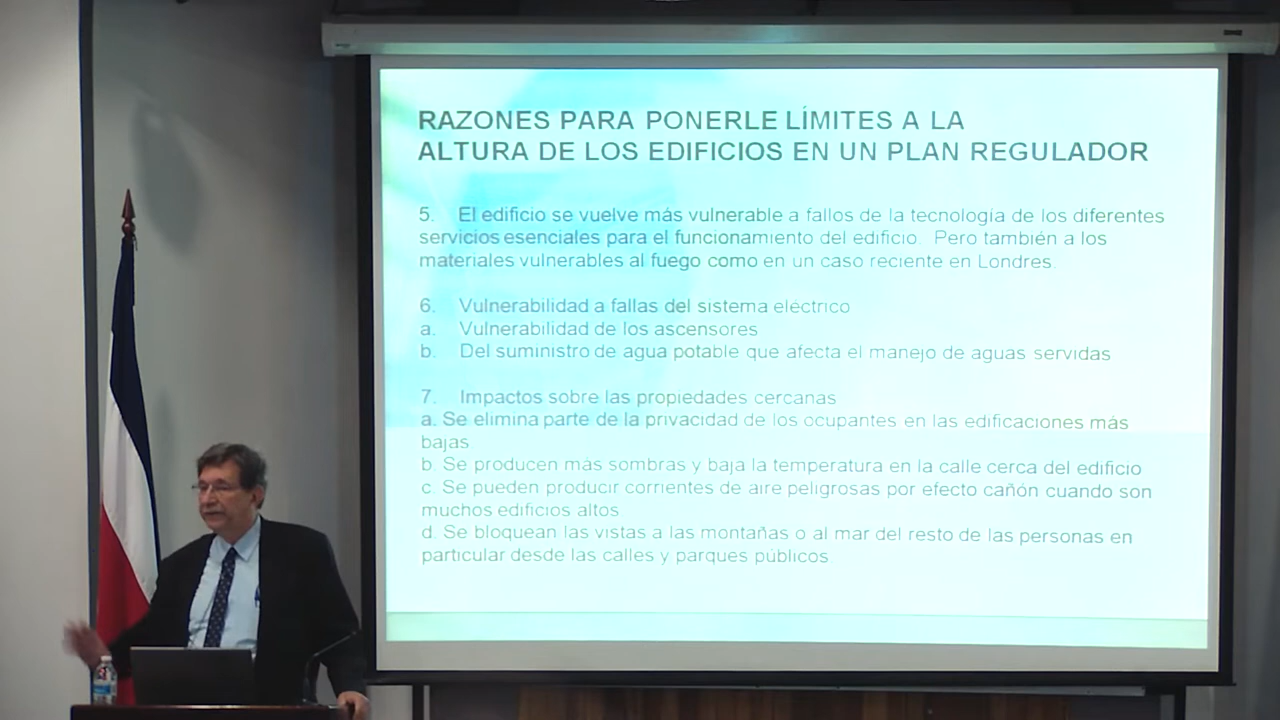 RAZONES PARA PONERLE LÍMITES A LA
ALTURA DE LOS EDIFICIOS EN UN PLAN REGULADOR
5. El edificio se vuelve más vulnerable a fallos de la tecnología de los diferentes
servicios esenciales para el funcionamiento del edificio. Pero también a los
materiales vulnerables al fuego como en un caso reciente en Londres.
6. Vulnerabilidad a fallas del sistema eléctrico
a. Vulnerabilidad de los ascensores
b. Del suministro de agua potable que afecta el manejo de aguas servidas
7. Impactos sobre las propiedades cercanas
a. Se elimina parte de la privacidad de los ocupantes en las edificaciones más
bajas
b. Se producen más sombras y baja la temperatura en la calle cerca del edificio
c. Se pueden producir corrientes de aire peligrosas por efecto cañón cuando son
muchos edificios altos
d. Se bloquean las vistas a las montañas o al mar del resto de las personas en
particular desde las calles y parques públicos.